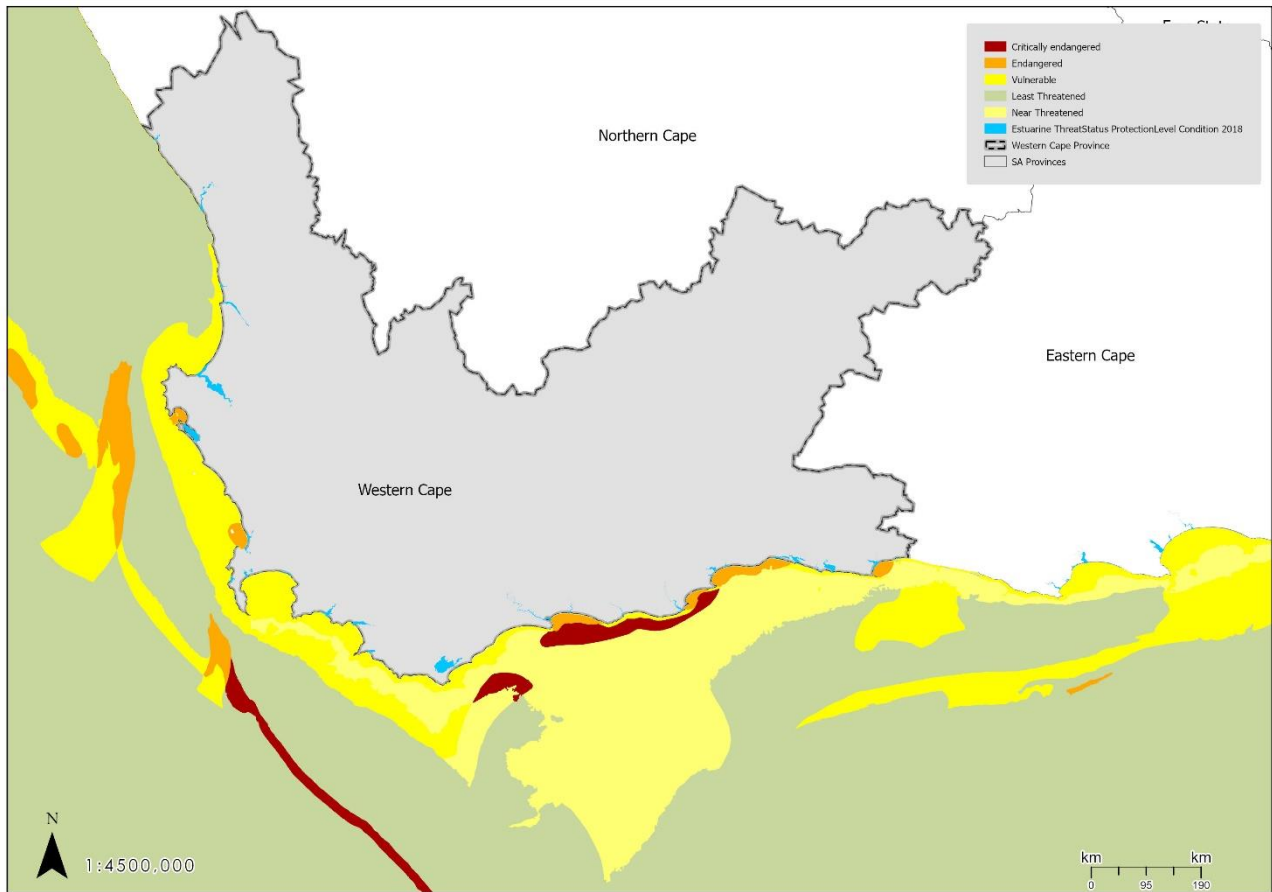 Critically endangered
Endangered
Vulnerable
Least Threatened
Near Threatened
Estuarine ThreatStatus ProtectionLevel Condition 2018
Western Cape Province
SA Provinces
Northern Cape
Eastern Cape
Western Cape
N
1:4500,000
km km
0 95 190